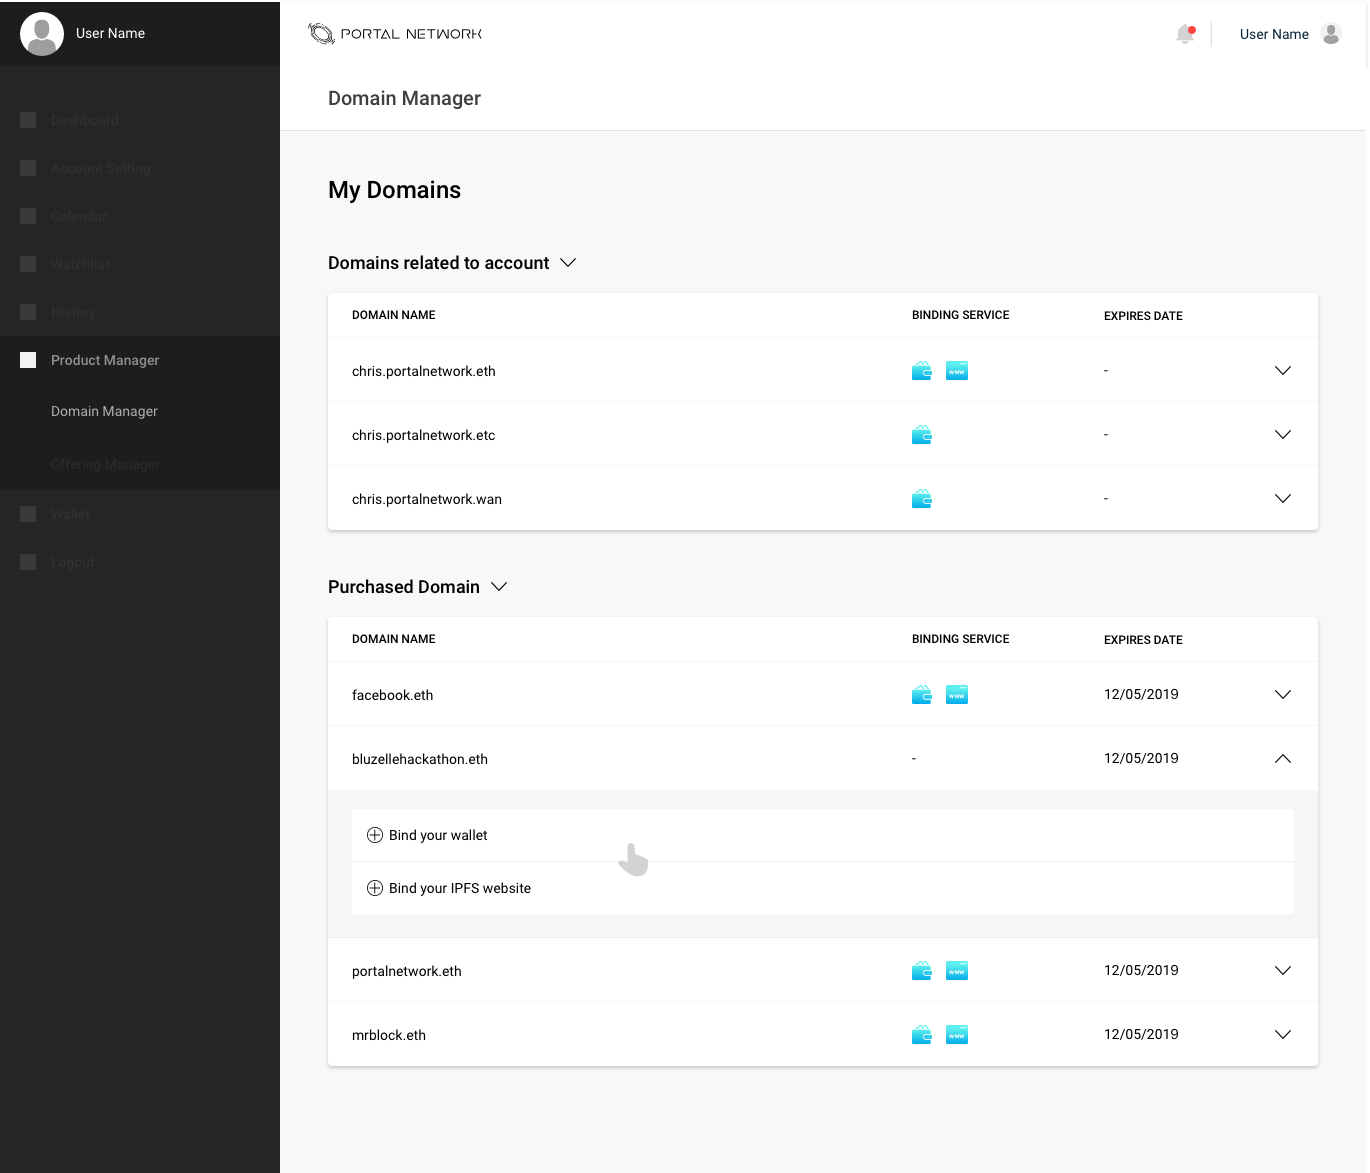 User Name
Dashboard
Account Setting
Calendar
Watchlist
History
Product Manager
Domain Manager
Offering Manager
Wallet
Logout
PORTAL NETWORK
User Name
Domain Manager
My Domains
Domains related to account
DOMAIN NAME BINDING SERVICE EXPIRES DATE
chris.portalnetwork.eth www -
chris.portalnetwork.etc -
chris.portalnetwork.wan -
Purchased Domain
DOMAIN NAME BINDING SERVICE EXPIRES DATE
facebook.eth www 12/05/2019
bluzellehackathon.eth - 12/05/2019
Bind your wallet
Bind your IPFS website
portalnetwork.eth www 12/05/2019
mrblock.eth www 12/05/2019